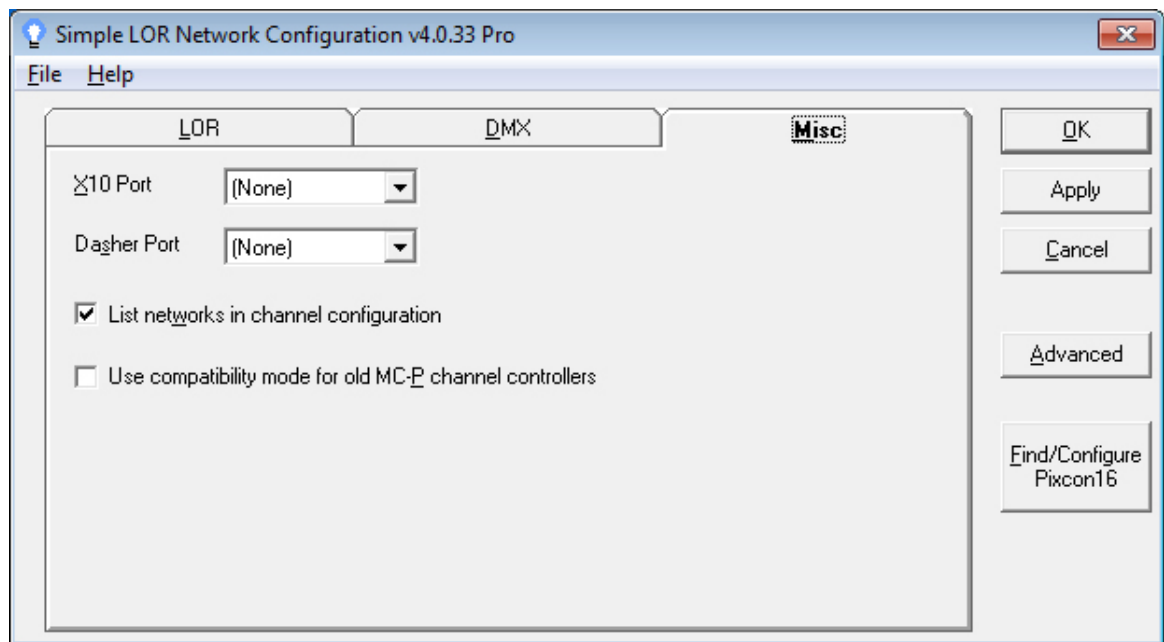 Simple LOR Network Configuration v4.0.33 Pro
File Help
LOR DMX Misc
X10 Port (None)
Dasher Port (None)
List networks in channel configuration
Use compatibility mode for old MC-P channel controllers
OK
Apply
Cancel
Advanced
Find/Configure
Pixcon16